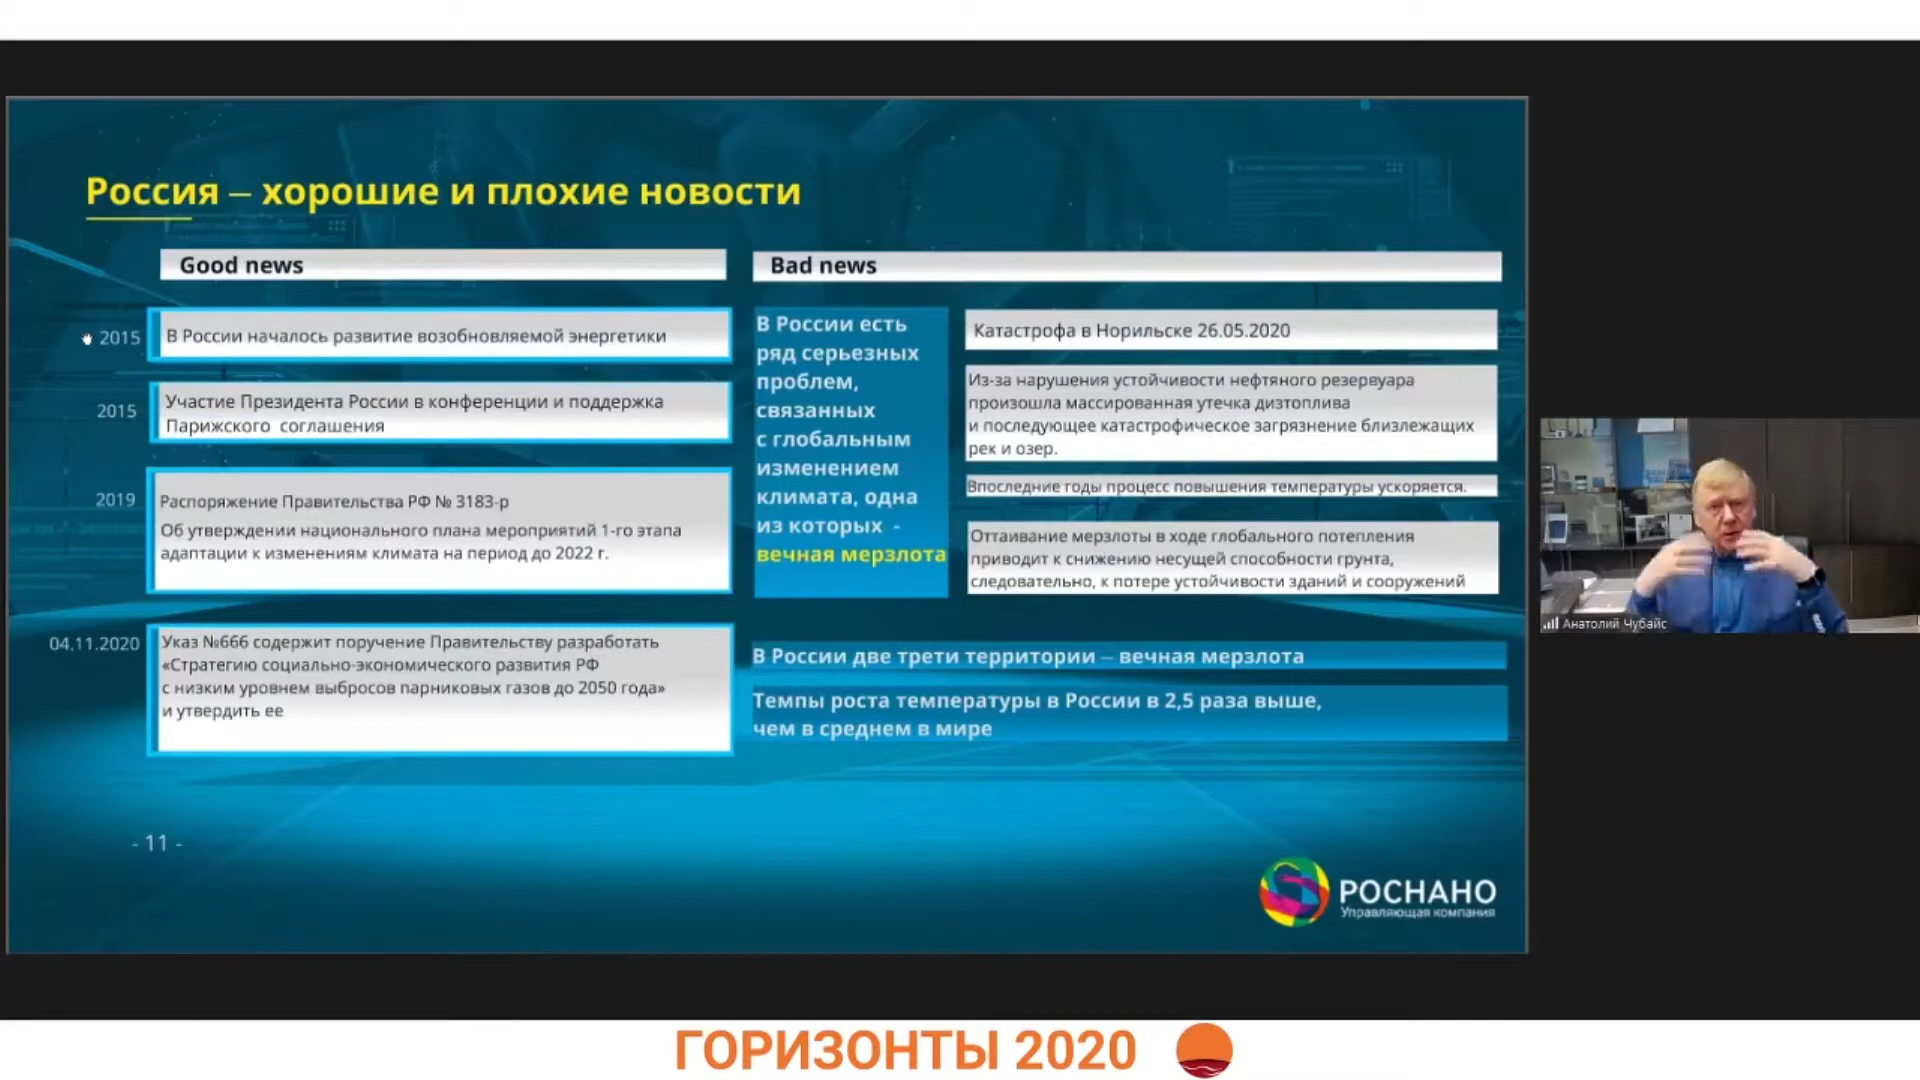 Россия – хорошие и плохие новости
Good news
2015
В России началось развитие возобновляемой энергетики
2015
Участие Президента России в конференции и поддержка
Парижского соглашения
2019
Распоряжение Правительства РФ № 3183-р
Об утверждении национального плана мероприятий 1-го этапа
адаптации к изменениям климата на период до 2022 г.
04.11.2020
Указ №666 содержит поручение Правительству разработать
«Стратегию социально-экономического развития РФ
с низким уровнем выбросов парниковых газов до 2050 года»
и утвердить ее
Bad news
В России есть
ряд серьезных
проблем,
связанных
с глобальным
изменением
климата, одна
из которых -
вечная мерзлота
Катастрофа в Норильске 26.05.2020
Из-за нарушения устойчивости нефтяного резервуара
произошла массированная утечка дизтоплива
и последующее катастрофическое загрязнение близлежащих
рек и озер.
Впоследние годы процесс повышения температуры ускоряется.
Оттаивание мерзлоты в ходе глобального потепления
приводит к снижению несущей способности грунта,
следовательно, к потере устойчивости зданий и сооружений
В России две трети территории – вечная мерзлота
Темпы роста температуры в России в 2,5 раза выше,
чем в среднем в мире
- 11 -
РОСНАНО
Управляющая компания
Анатолий Чубайс
ГОРИЗОНТЫ 2020